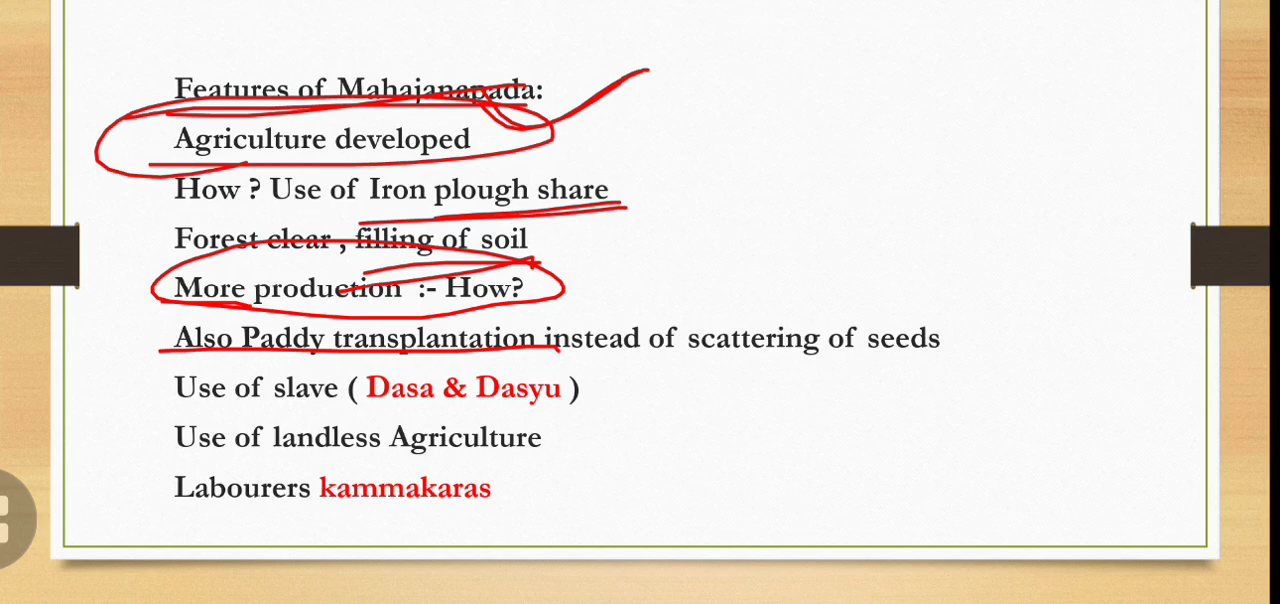 Features of Mahajanapada:
Agriculture developed
How ? Use of Iron plough share
Forest clear , filling of soil
More production :- How?
Also Paddy transplantation instead of scattering of seeds
Use of slave ( Dasa & Dasyu )
Use of landless Agriculture
Labourers kammakaras